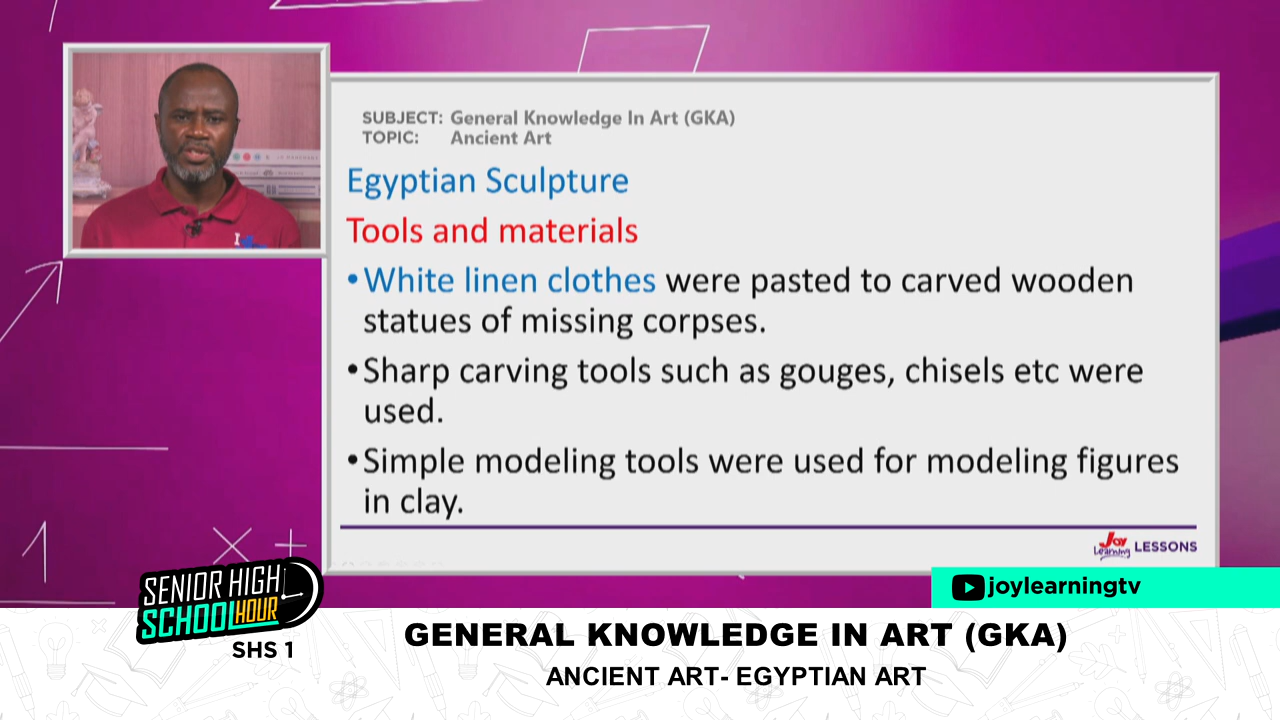 SUBJECT: General Knowledge In Art (GKA)
TOPIC: Ancient Art
Egyptian Sculpture
Tools and materials
•White linen clothes were pasted to carved wooden
statues of missing corpses.
•Sharp carving tools such as gouges, chisels etc were
used.
•Simple modeling tools were used for modeling figures
in clay.
Joy
Learning LESSONS
joylearningtv
SENIOR HIGH
SCHOOL HOUR
SHS 1
GENERAL KNOWLEDGE IN ART (GKA)
ANCIENT ART- EGYPTIAN ART